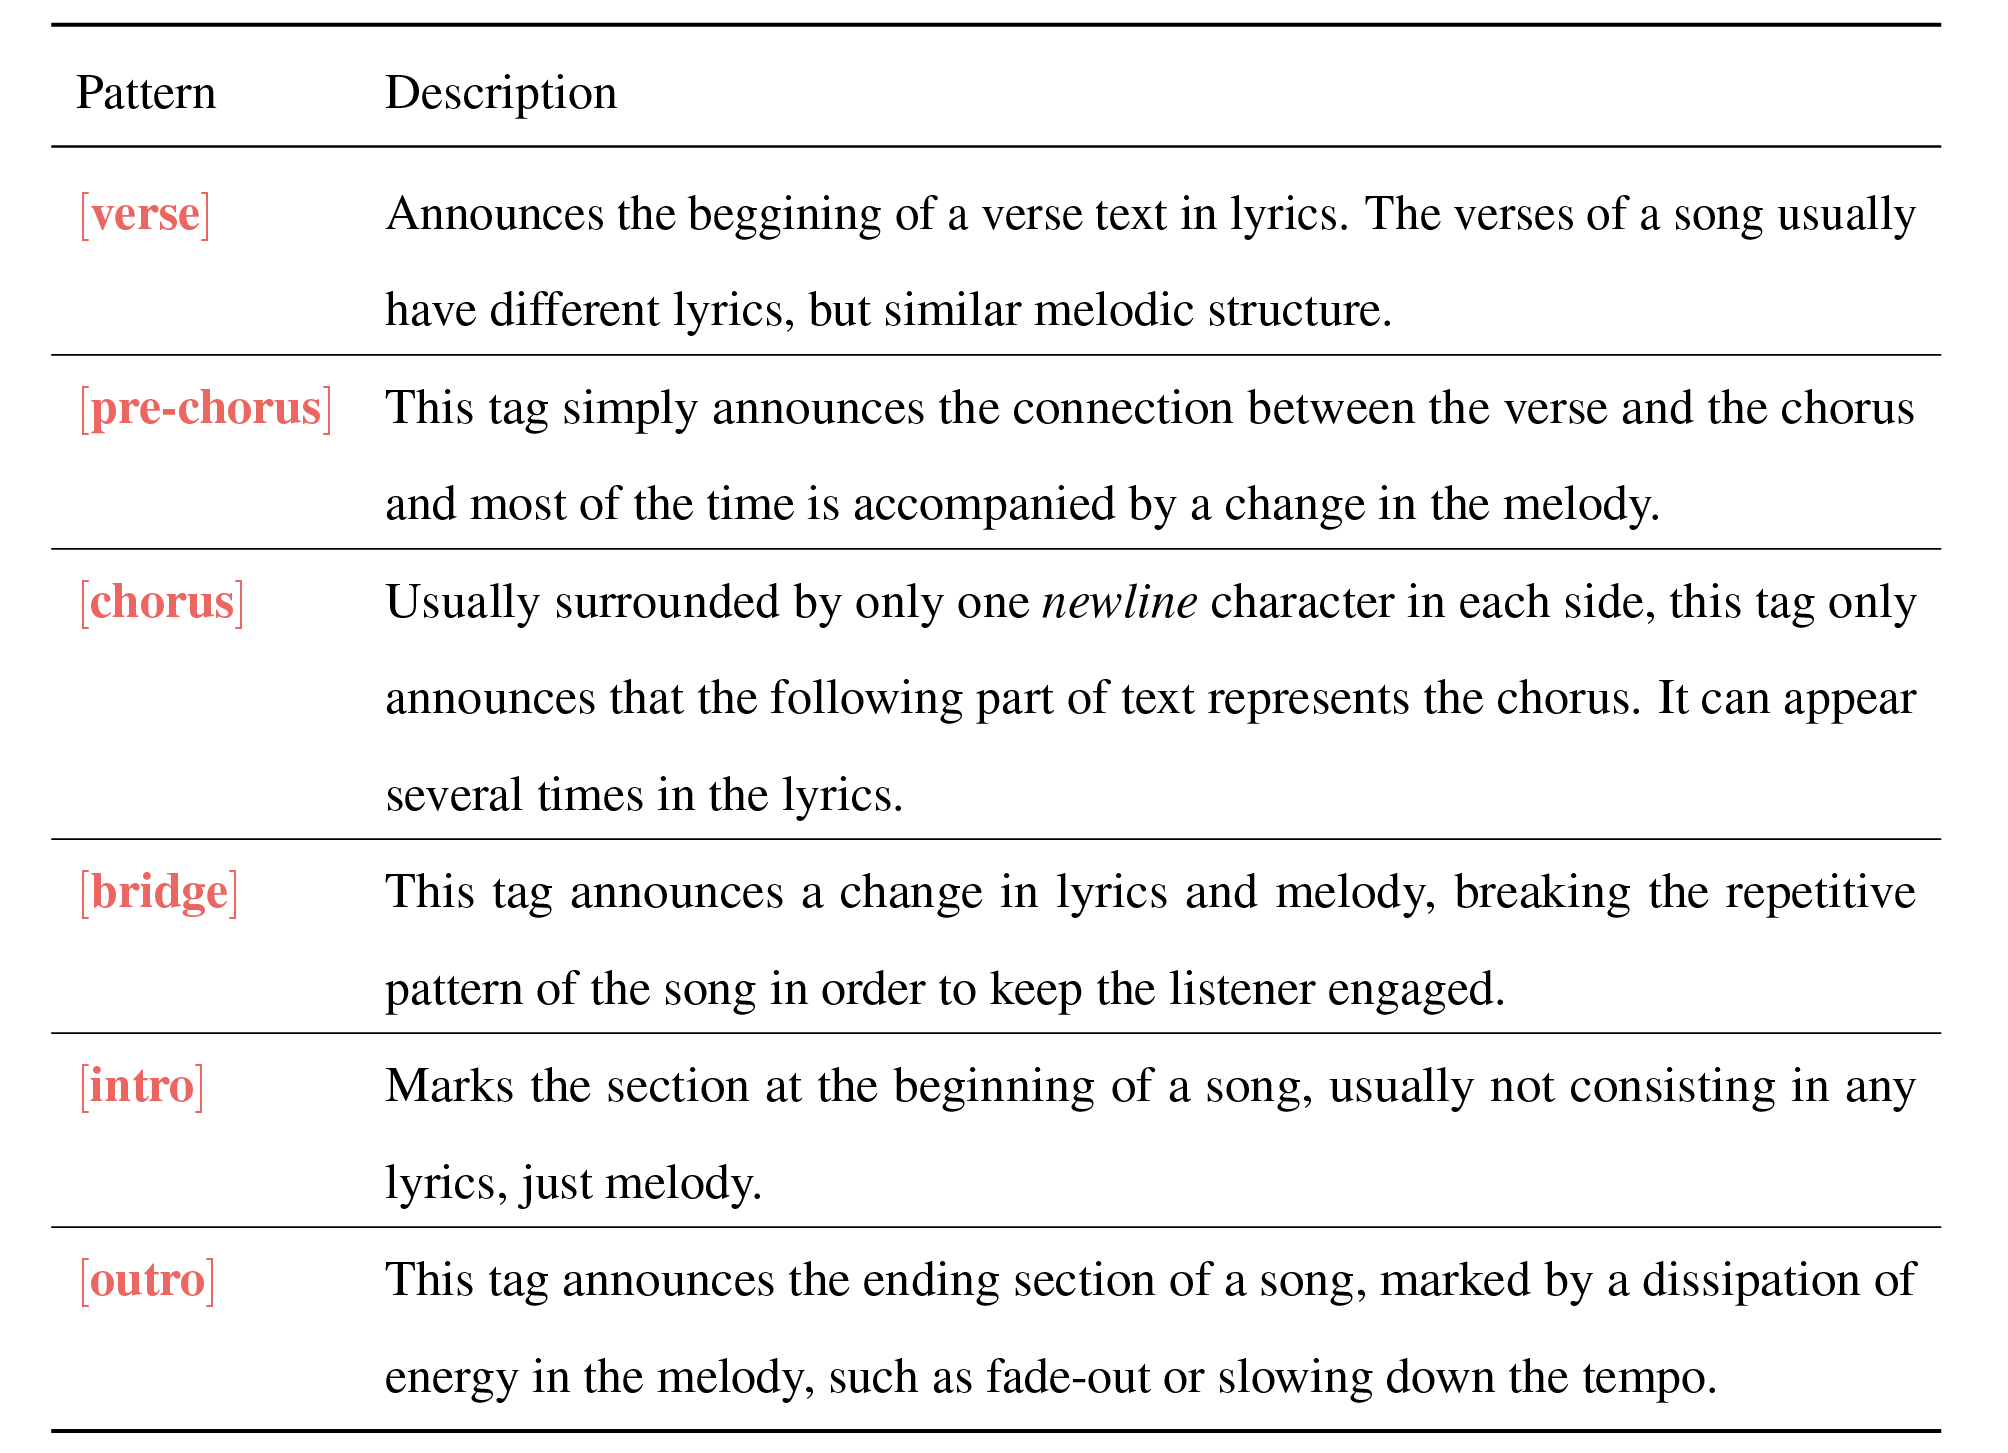 Pattern Description
[verse] Announces the beggining of a verse text in lyrics. The verses of a song usually
have different lyrics, but similar melodic structure.
[pre-chorus] This tag simply announces the connection between the verse and the chorus
and most of the time is accompanied by a change in the melody.
[chorus] Usually surrounded by only one newline character in each side, this tag only
announces that the following part of text represents the chorus. It can appear
several times in the lyrics.
[bridge] This tag announces a change in lyrics and melody, breaking the repetitive
pattern of the song in order to keep the listener engaged.
[intro] Marks the section at the beginning of a song, usually not consisting in any
lyrics, just melody.
[outro] This tag announces the ending section of a song, marked by a dissipation of
energy in the melody, such as fade-out or slowing down the tempo.